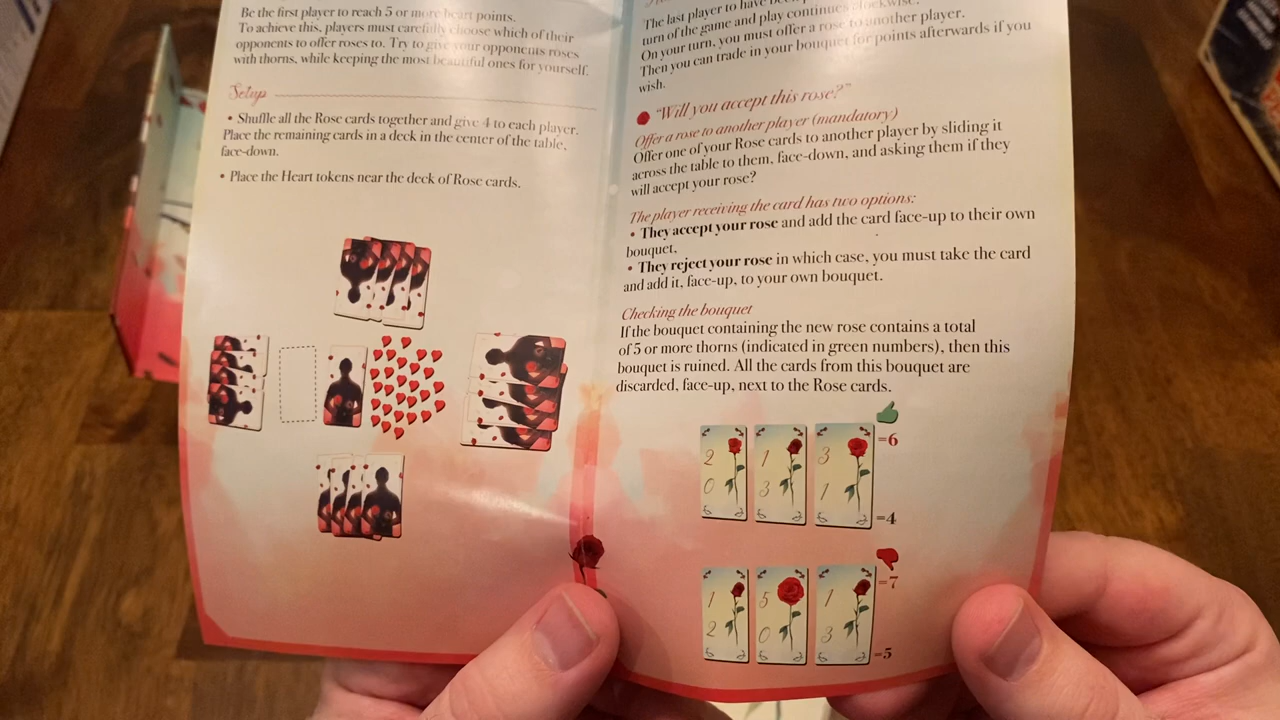 Be the first player to reach 5 or more heart points.
To achieve this, players must carefully choose which of their
opponents to offer roses to. Try to give your opponents roses
with thorns, while keeping the most beautiful ones for yourself.
Setup
• Shuffle all the Rose cards together and give 4 to each player.
Place the remaining cards in a deck in the center of the table,
face-down.
• Place the Heart tokens near the deck of Rose cards.
The last player to have been
turn of the game and play continues clockwise.
On your turn, you must offer a rose to another player.
Then you can trade in your bouquet for points afterwards if you
wish.
"Will you accept this rose?"
Offer a rose to another player (mandatory)
Offer one of your Rose cards to another player by sliding it
across the table to them, face-down, and asking them if they
will accept your rose?
The player receiving the card has two options:
• They accept your rose and add the card face-up to their own
bouquet.
• They reject your rose in which case, you must take the card
and add it, face-up, to your own bouquet.
Checking the bouquet
If the bouquet containing the new rose contains a total
of 5 or more thorns (indicated in green numbers), then this
bouquet is ruined. All the cards from this bouquet are
discarded, face-up, next to the Rose cards.
2 1 3 =6
0 3 1 =4
1 5 1 =7
2 0 3 =5